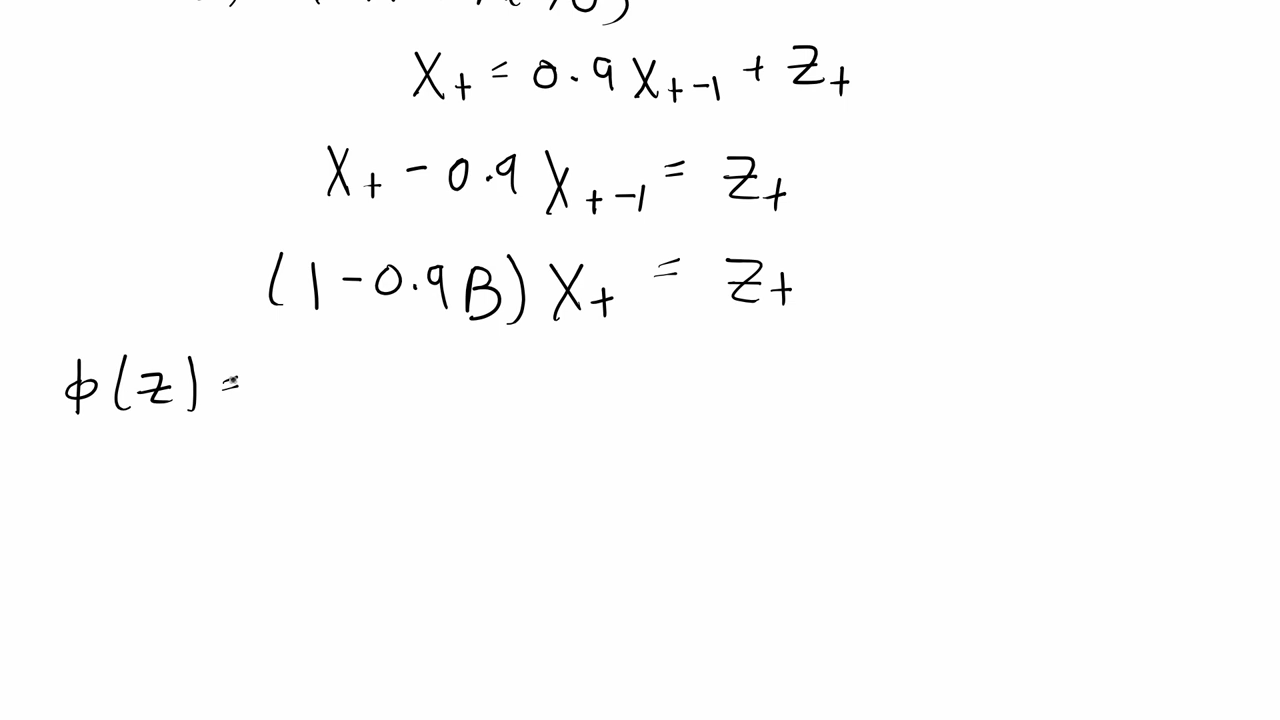 X_t = 0.9 X_{t-1} + Z_t
X_t - 0.9 X_{t-1} = Z_t
(1 - 0.9B) X_t = Z_t
ϕ(z) =